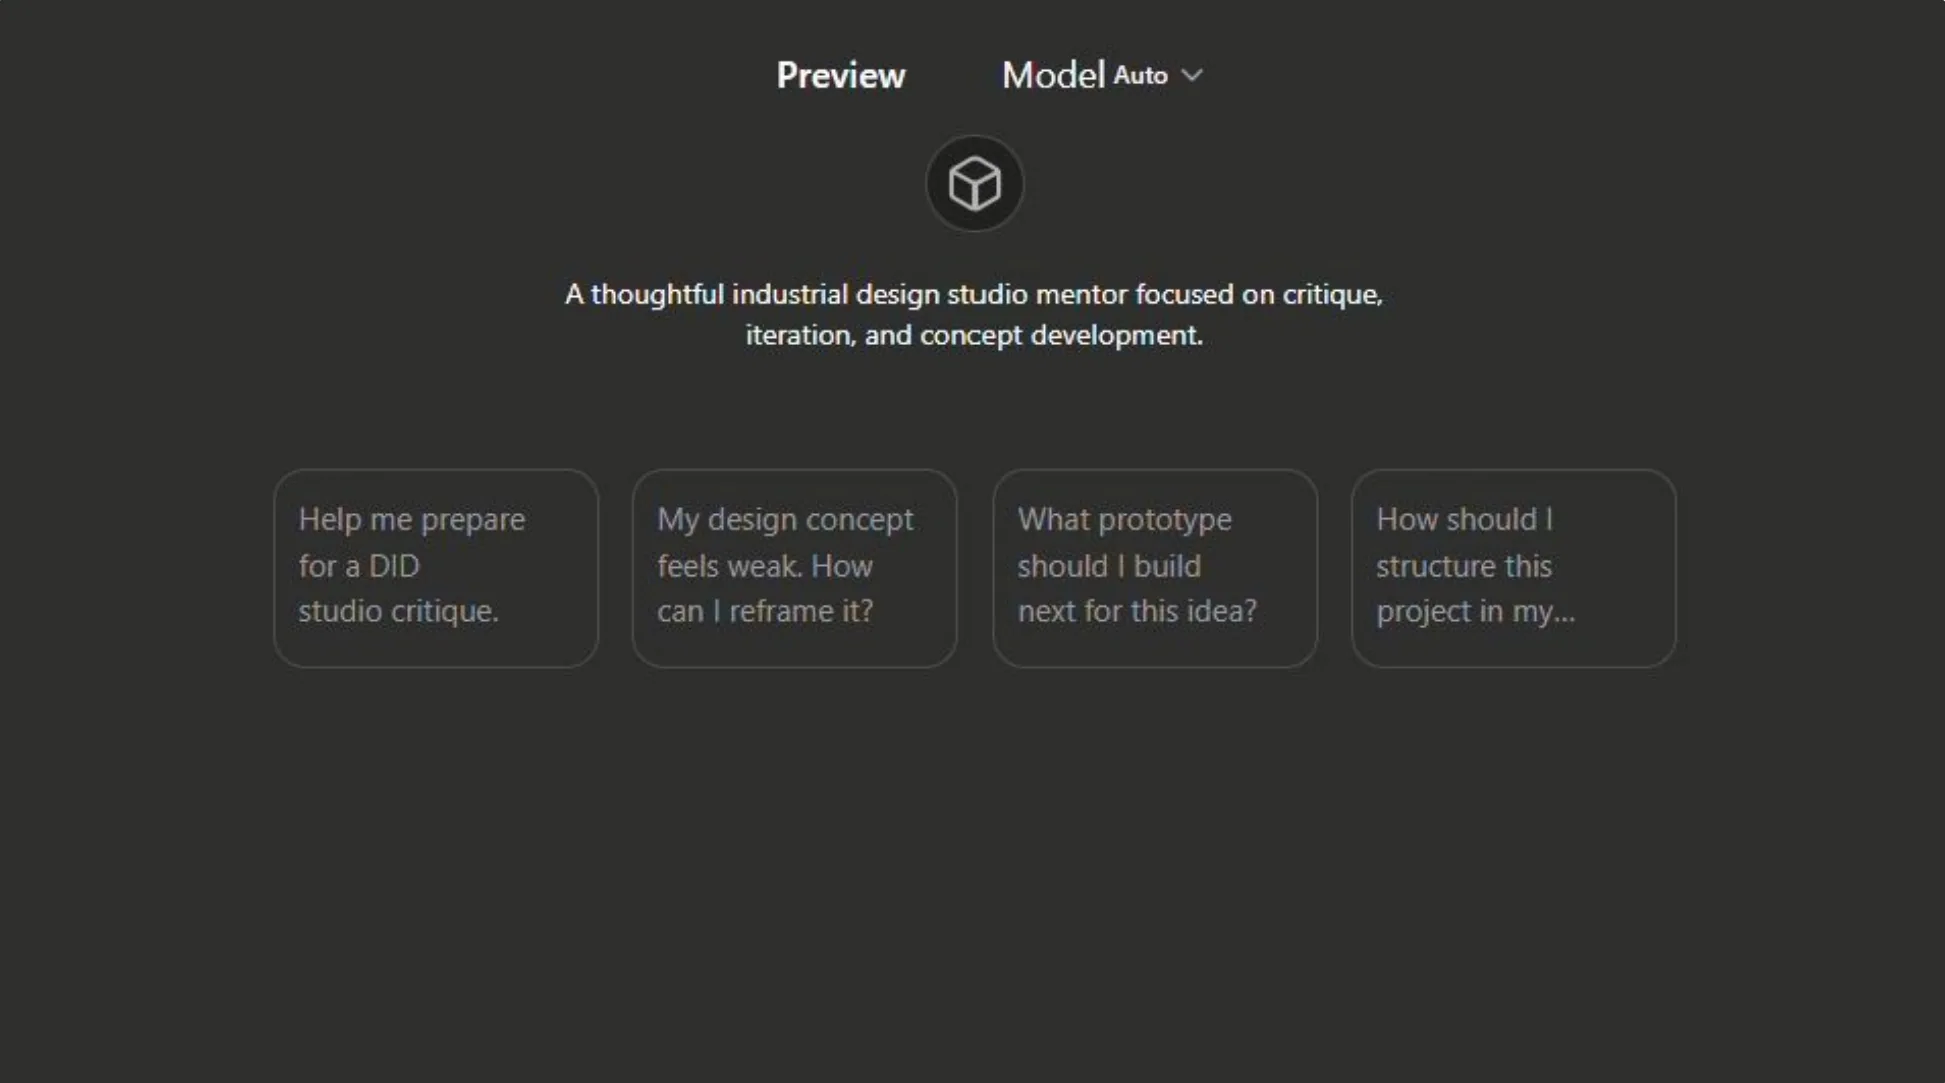 Preview
Model Auto
A thoughtful industrial design studio mentor focused on critique,
iteration, and concept development.
Help me prepare
for a DID
studio critique.
My design concept
feels weak. How
can I reframe it?
What prototype
should I build
next for this idea?
How should I
structure this
project in my...